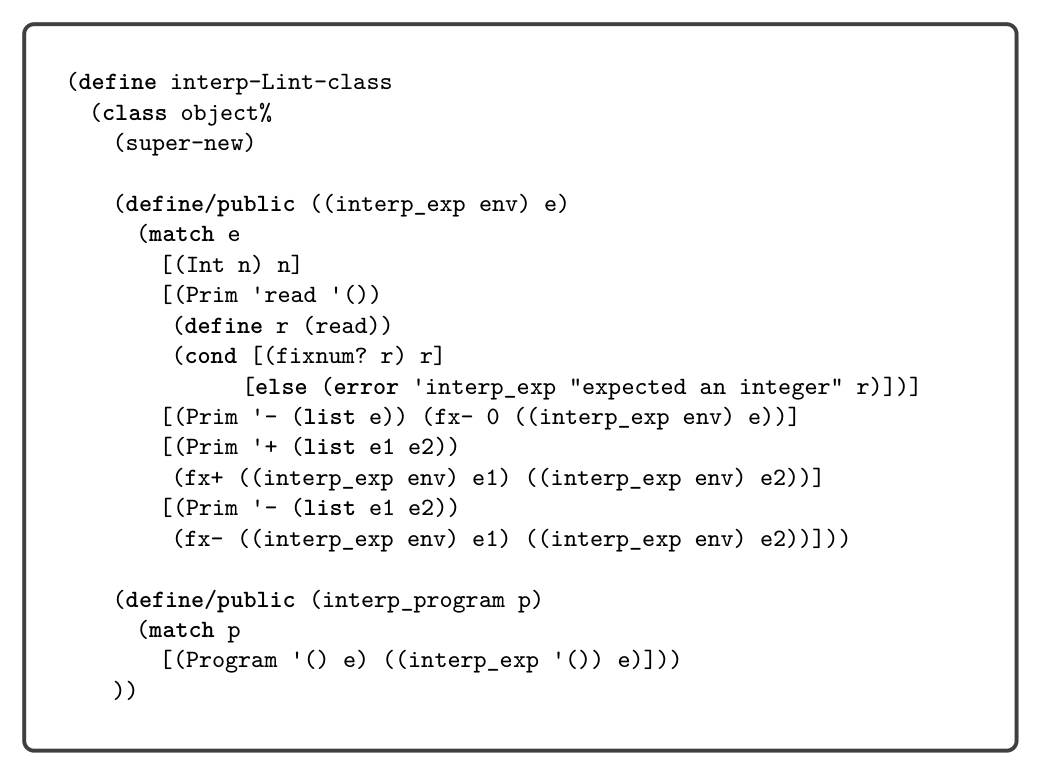 (define interp-Lint-class
(class object%
(super-new)
(define/public ((interp_exp env) e)
(match e
[(Int n) n]
[(Prim 'read '())
(define r (read))
(cond [(fixnum? r) r]
[else (error 'interp_exp "expected an integer" r)])]
[(Prim '- (list e)) (fx- 0 ((interp_exp env) e))]
[(Prim '+ (list e1 e2))
(fx+ ((interp_exp env) e1) ((interp_exp env) e2))]
[(Prim '- (list e1 e2))
(fx- ((interp_exp env) e1) ((interp_exp env) e2))]))
(define/public (interp_program p)
(match p
[(Program '() e) ((interp_exp '()) e)]))
))